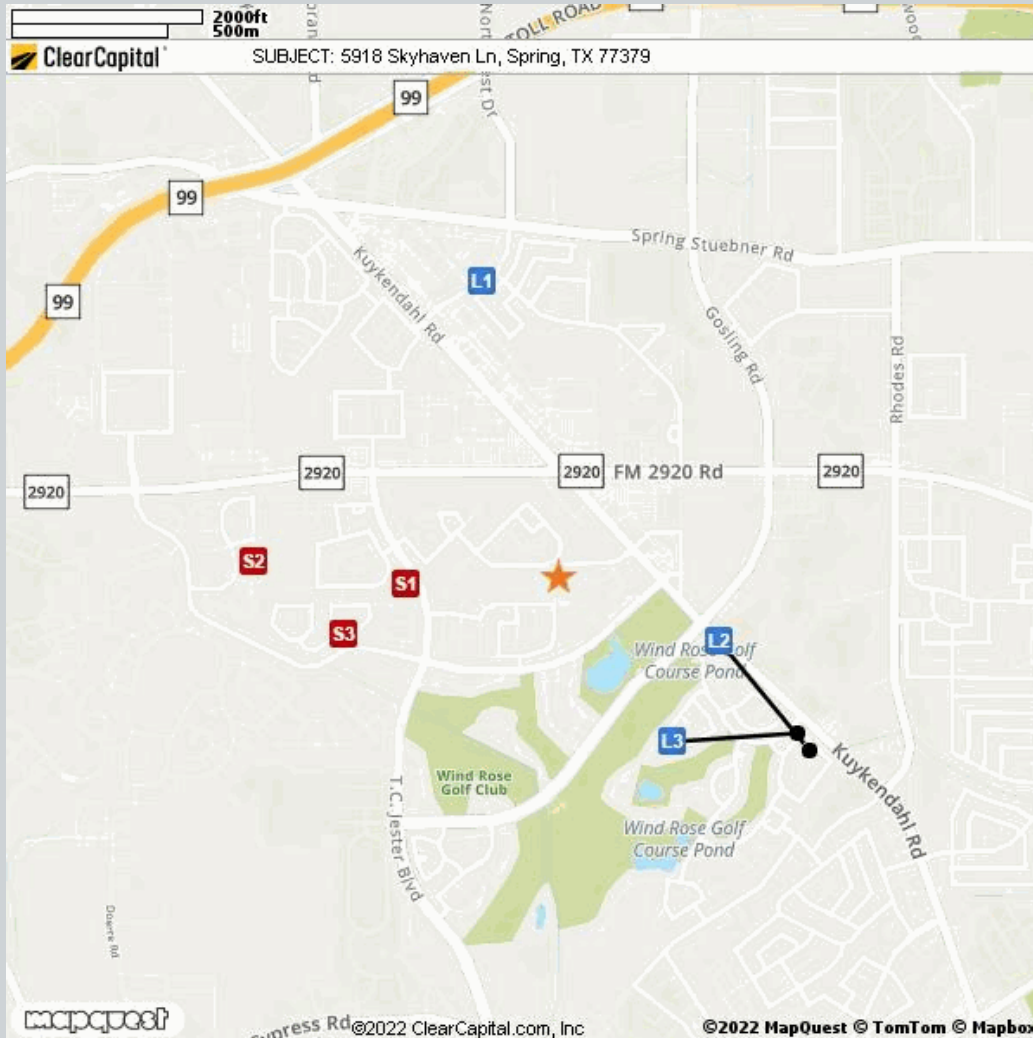 2000ft
500m
TOLL ROAD
ClearCapital
SUBJECT: 5918 Skyhaven Ln, Spring, TX 77379
99
99
99
Spring Stuebner Rd
Kuykendahl Rd
L1
Gosling Rd
Rhodes Rd
2920
2920
2920
FM 2920 Rd
2920
S2
S1
S3
L2
Wind Rose Golf
Course Pond
L3
Kuykendahl Rd
Wind Rose
Golf Club
T.C. Jester Blvd
Wind Rose Golf
Course Pond
mapquest
©2022 ClearCapital.com, Inc
©2022 MapQuest © TomTom © Mapbox